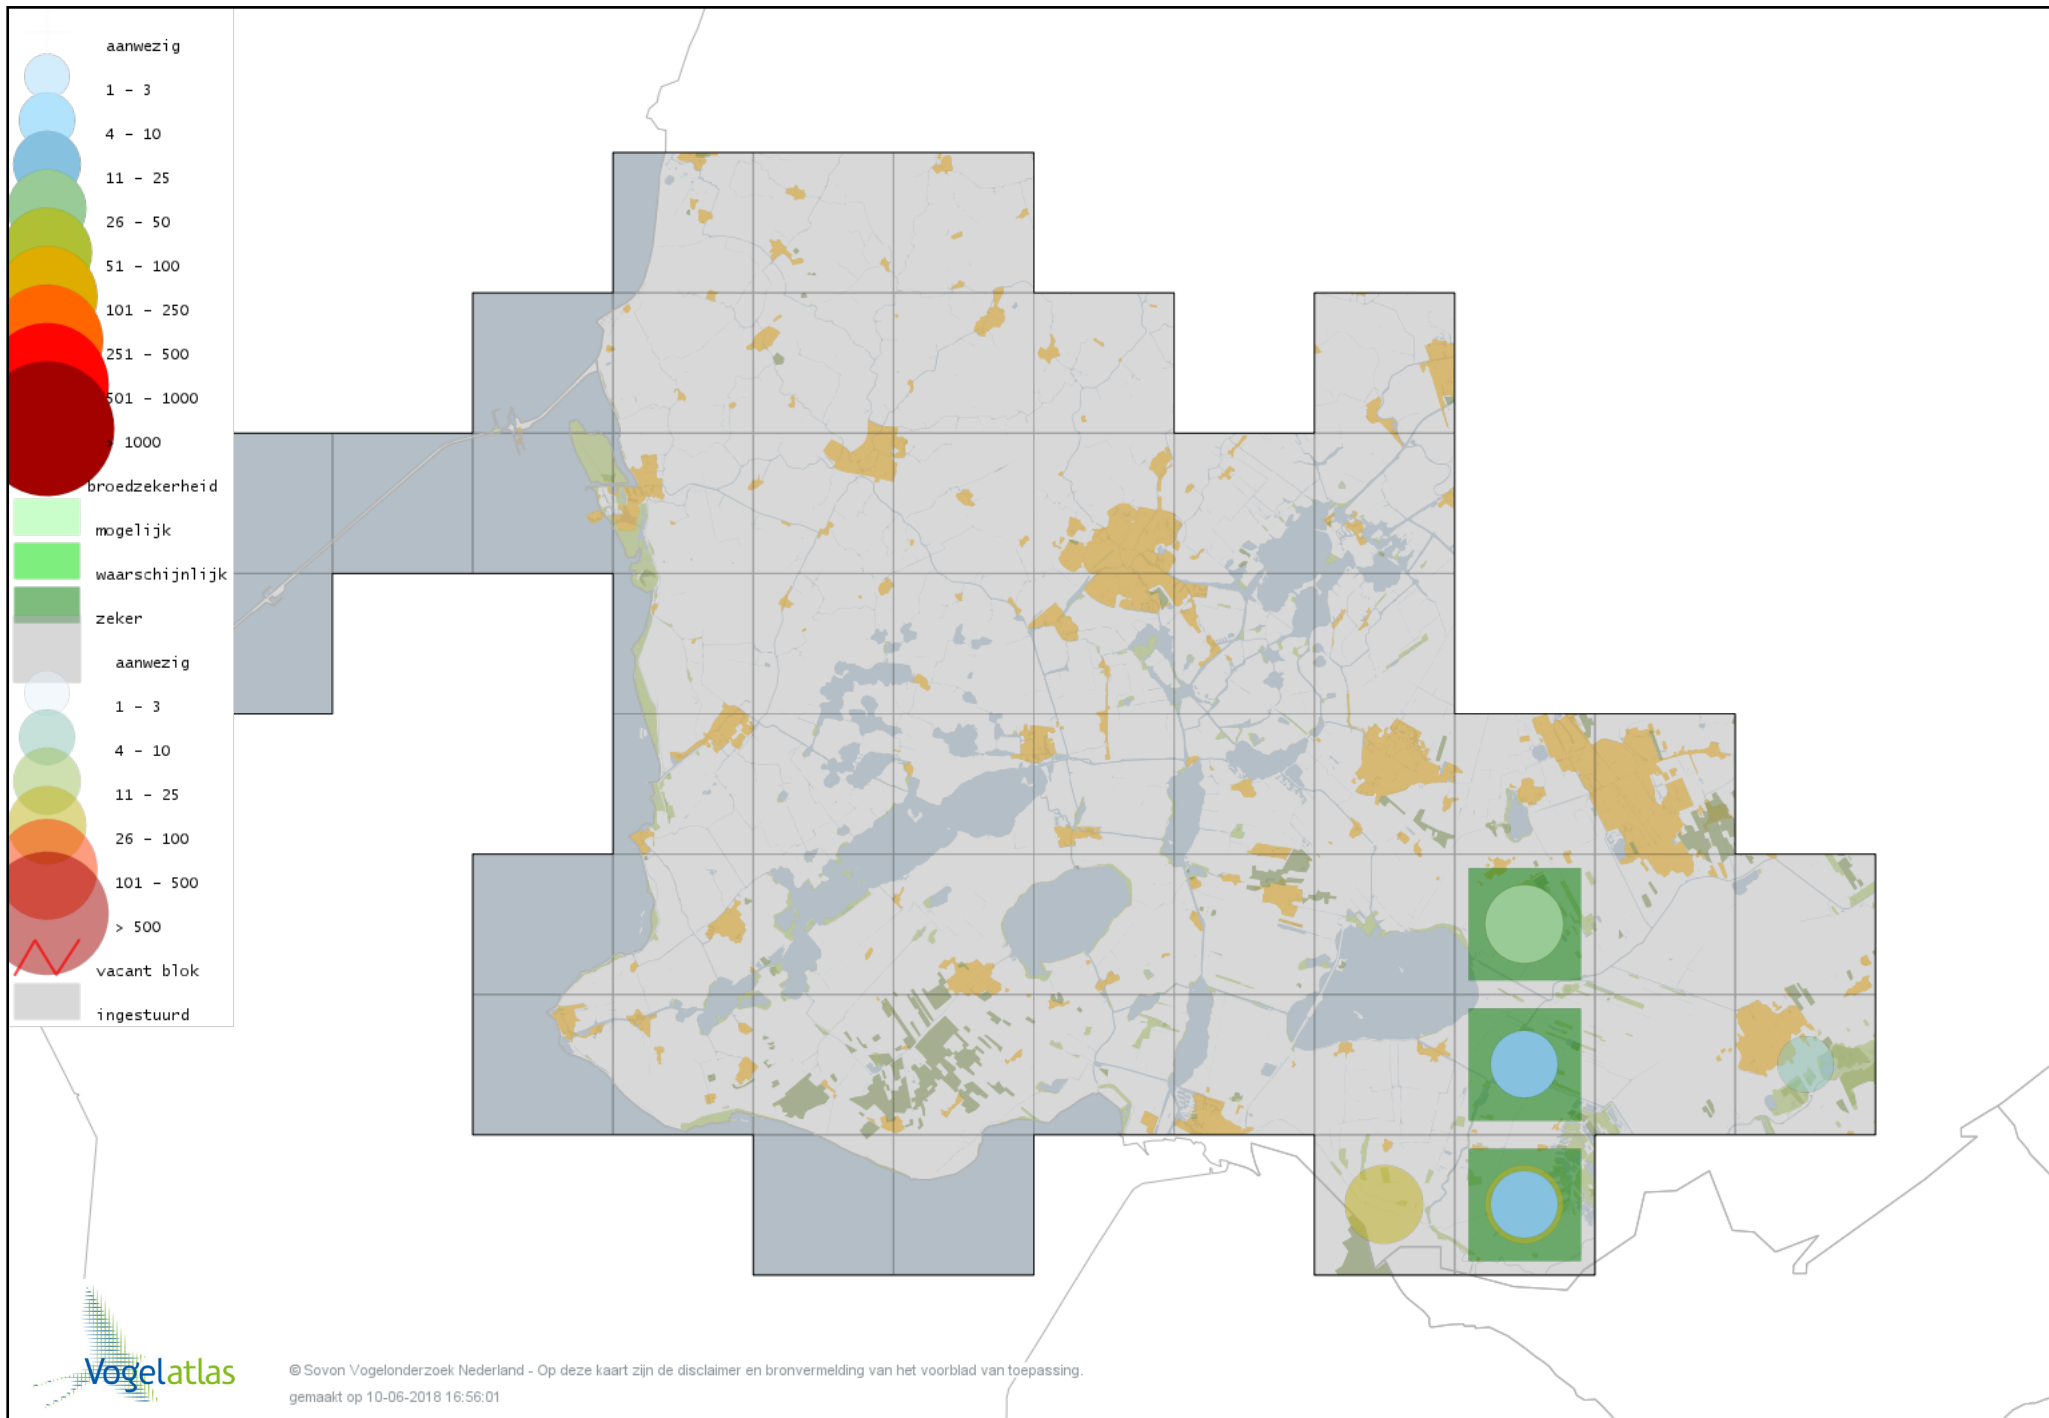 aanwezig
1 - 3
4 - 10
11 - 25
26 - 50
51 - 100
101 - 250
251 - 500
501 - 1000
> 1000
broedzekerheid
mogelijk
waarschijnlijk
zeker
aanwezig
1 - 3
4 - 10
11 - 25
26 - 100
101 - 500
> 500
vacant blok
ingestuurd
Vogelatlas
© Sovon Vogelonderzoek Nederland - Op deze kaart zijn de disclaimer en bronvermelding van het voorblad van toepassing.
gemaakt op 10-06-2018 16:56:01